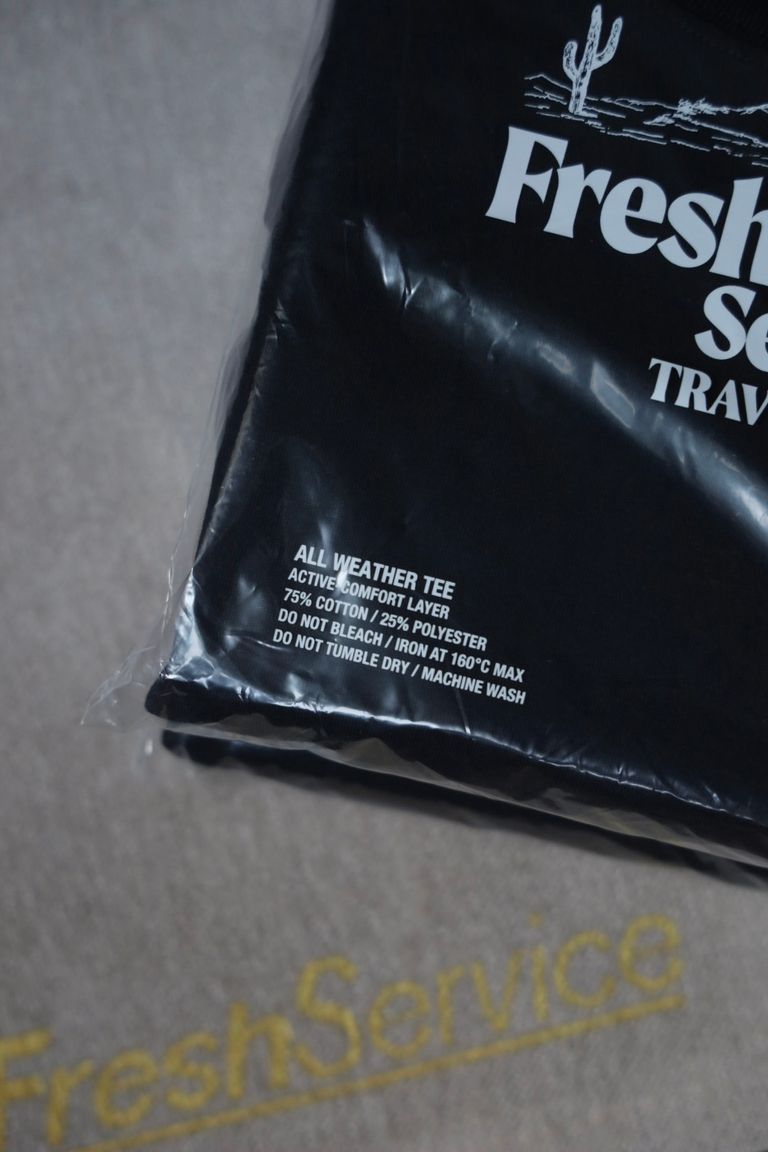 Fresh
Se
TRAV
ALL WEATHER TEE
ACTIVE COMFORT LAYER
75% COTTON / 25% POLYESTER
DO NOT BLEACH / IRON AT 160°C MAX
DO NOT TUMBLE DRY / MACHINE WASH
FreshService